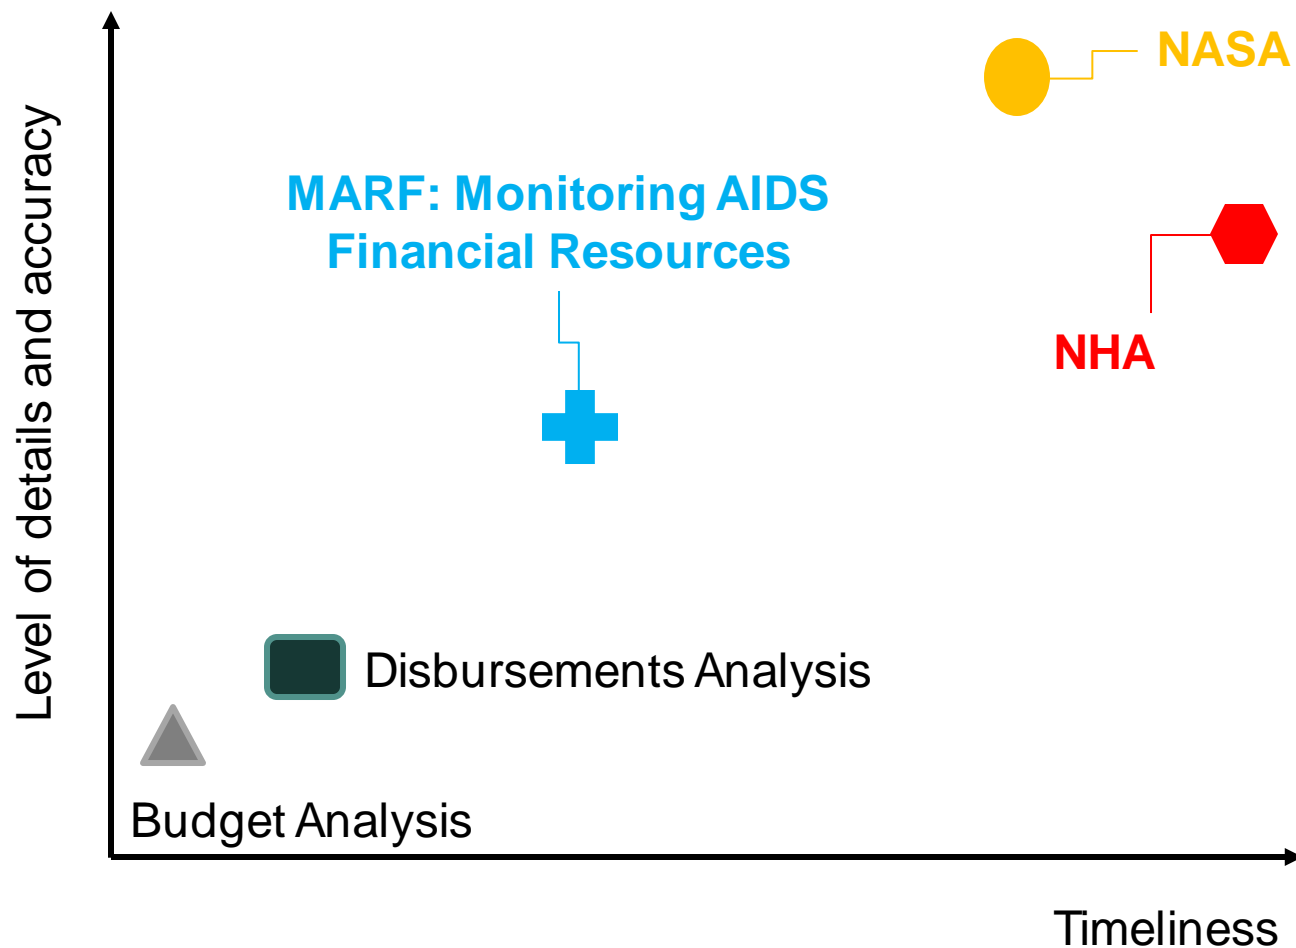 NASA
MARF: Monitoring AIDS
Financial Resources
NHA
Level of details and accuracy
Disbursements Analysis
Budget Analysis
Timeliness